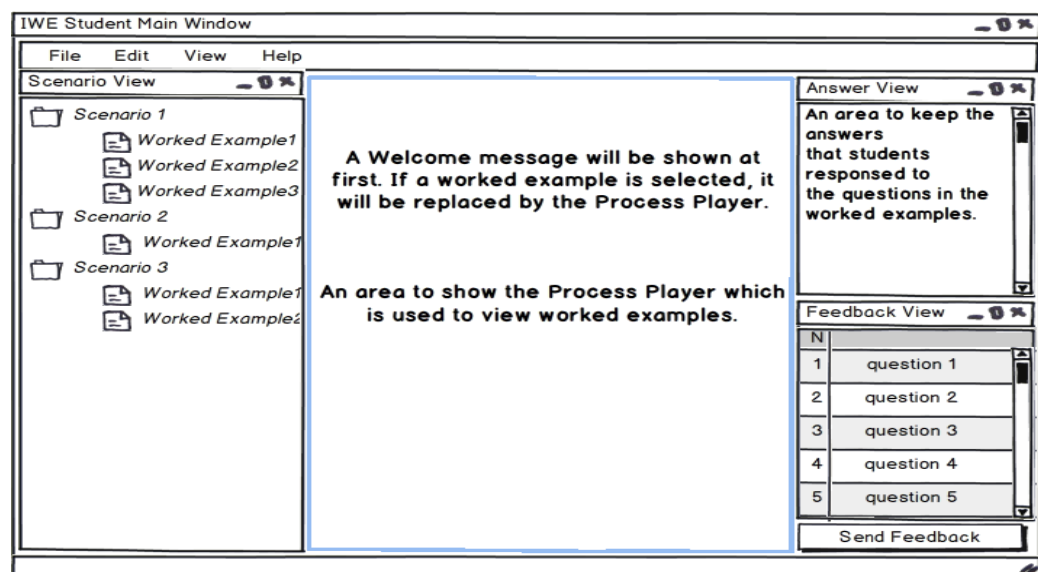 IWE Student Main Window
File Edit View Help
Scenario View
Scenario 1
Worked Example1
Worked Example2
Worked Example3
Scenario 2
Worked Example1
Scenario 3
Worked Example1
Worked Example2
A Welcome message will be shown at
first. If a worked example is selected, it
will be replaced by the Process Player.
An area to show the Process Player which
is used to view worked examples.
Answer View
An area to keep the
answers
that students
responsed to
the questions in the
worked examples.
Feedback View
N
1 question 1
2 question 2
3 question 3
4 question 4
5 question 5
Send Feedback